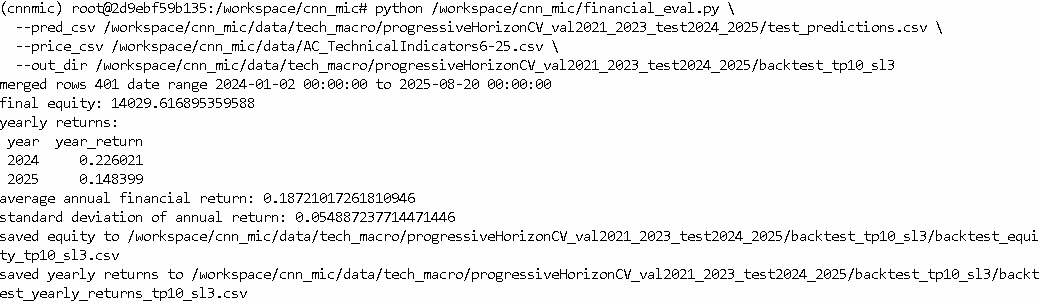 (cnnmic) root@2d9ebf59b135:/workspace/cnn_mic# python /workspace/cnn_mic/financial_eval.py \
  --pred_csv /workspace/cnn_mic/data/tech_macro/progressiveHorizonCV_val2021_2023_test2024_2025/test_predictions.csv \
  --price_csv /workspace/cnn_mic/data/AC_TechnicalIndicators6-25.csv \
  --out_dir /workspace/cnn_mic/data/tech_macro/progressiveHorizonCV_val2021_2023_test2024_2025/backtest_tp10_sl3
merged rows 401 date range 2024-01-02 00:00:00 to 2025-08-20 00:00:00
final equity: 14029.616895359588
yearly returns:
 year  year_return
 2024     0.226021
 2025     0.148399
average annual financial return: 0.18721017261810946
standard deviation of annual return: 0.054887237714471446
saved equity to /workspace/cnn_mic/data/tech_macro/progressiveHorizonCV_val2021_2023_test2024_2025/backtest_tp10_sl3/backtest_equi
ty_tp10_sl3.csv
saved yearly returns to /workspace/cnn_mic/data/tech_macro/progressiveHorizonCV_val2021_2023_test2024_2025/backtest_tp10_sl3/backt
est_yearly_returns_tp10_sl3.csv